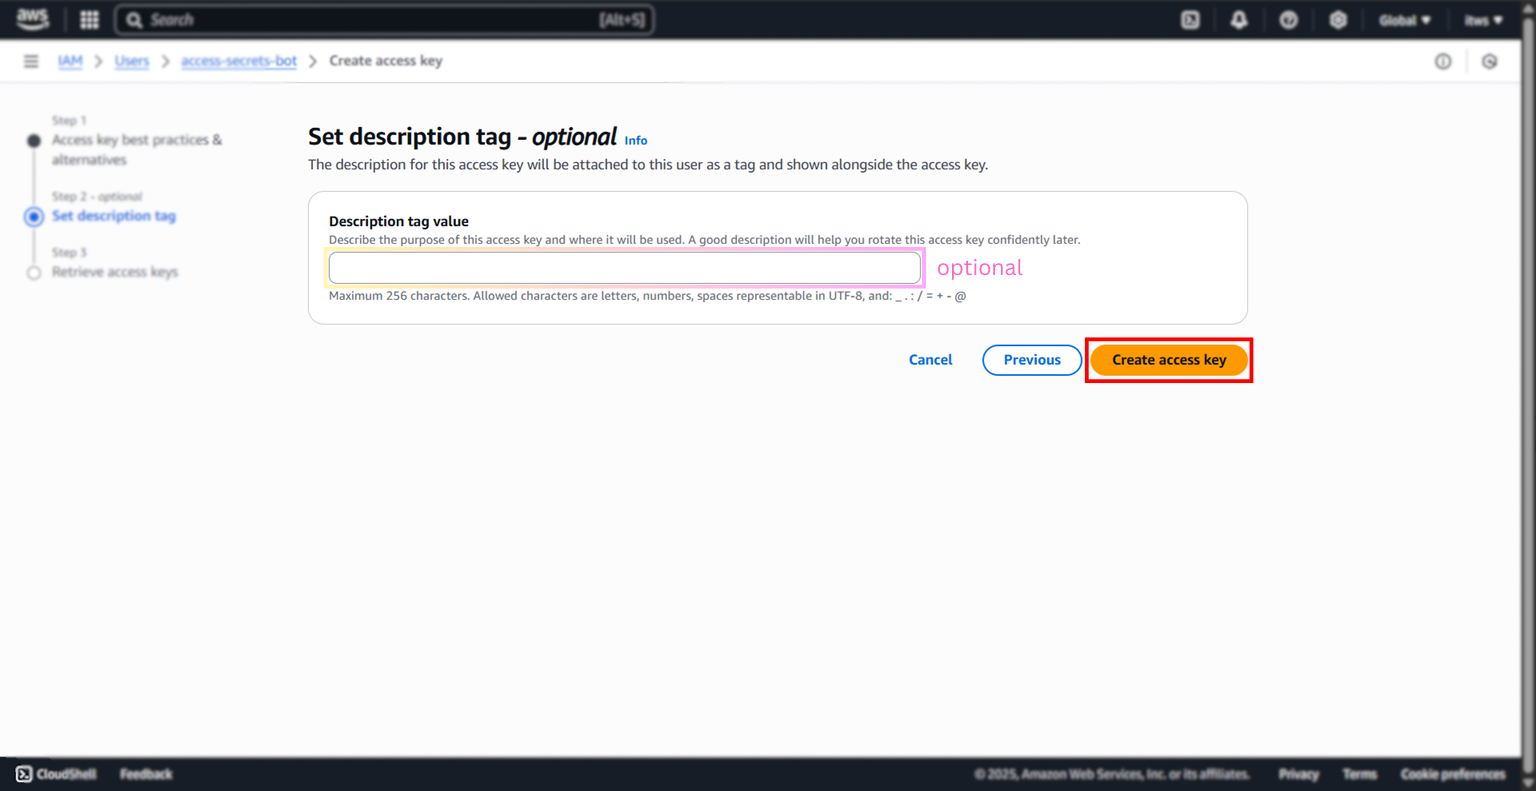 aws
Search
[Alt+S]
Global
itws
IAM
Users
access-secrets-bot
Create access key
Step 1
Access key best practices &
alternatives
Step 2 - optional
Set description tag
Step 3
Retrieve access keys
Set description tag - optional Info
The description for this access key will be attached to this user as a tag and shown alongside the access key.
Description tag value
Describe the purpose of this access key and where it will be used. A good description will help you rotate this access key confidently later.
optional
Maximum 256 characters. Allowed characters are letters, numbers, spaces representable in UTF-8, and: _ . : / = + - @
Cancel
Previous
Create access key
CloudShell
Feedback
© 2025, Amazon Web Services, Inc. or its affiliates.
Privacy
Terms
Cookie preferences